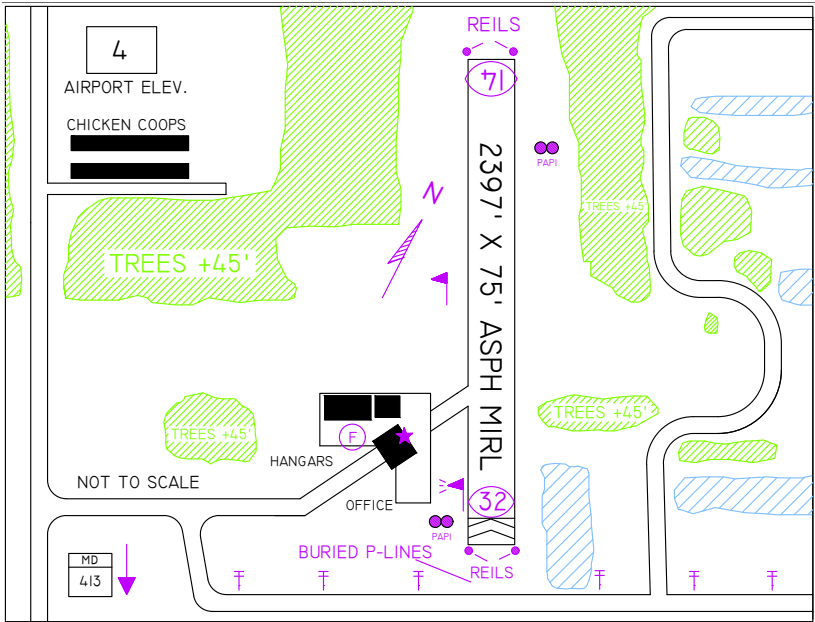 REILS
4
AIRPORT ELEV.
14
CHICKEN COOPS
PAPI
N
TREES +45'
TREES +45'
2397' X 75' ASPH MIRL
TREES +45'
TREES +45'
F
HANGARS
NOT TO SCALE
OFFICE
32
PAPI
BURIED P-LINES
REILS
MD
413